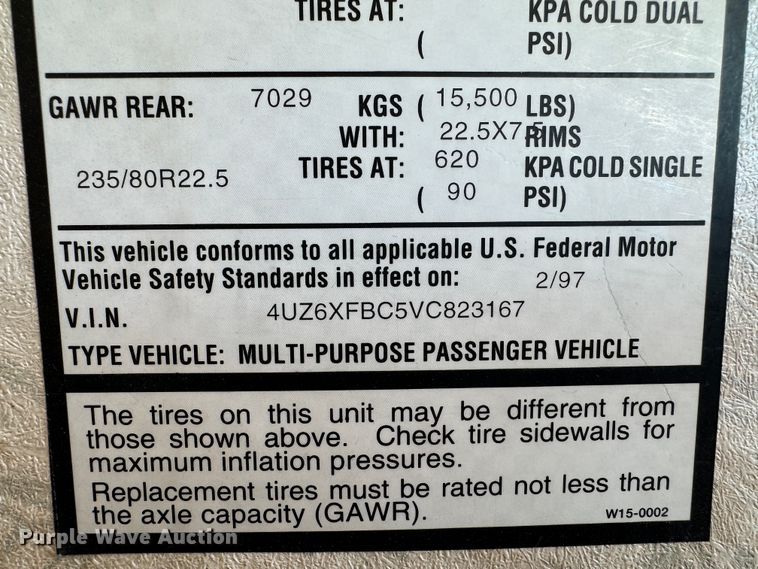 TIRES AT: KPA COLD DUAL
( PSI)
GAWR REAR: 7029 KGS ( 15,500 LBS)
WITH: 22.5X7.5 RIMS
235/80R22.5 TIRES AT: 620 KPA COLD SINGLE
( 90 PSI)
This vehicle conforms to all applicable U.S. Federal Motor
Vehicle Safety Standards in effect on: 2/97
V.I.N. 4UZ6XFBC5VC823167
TYPE VEHICLE: MULTI-PURPOSE PASSENGER VEHICLE
The tires on this unit may be different from
those shown above. Check tire sidewalls for
maximum inflation pressures.
Replacement tires must be rated not less than
the axle capacity (GAWR). W15-0002
Purple Wave Auction